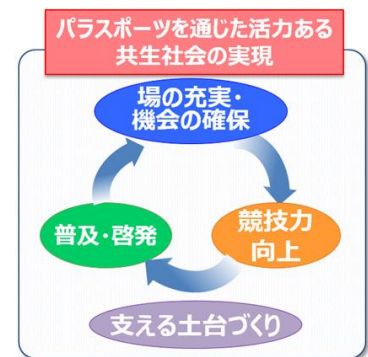 パラスポーツを通じた活力ある
共生社会の実現
場の充実・
機会の確保
競技力
向上
普及・啓発
支える土台づくり